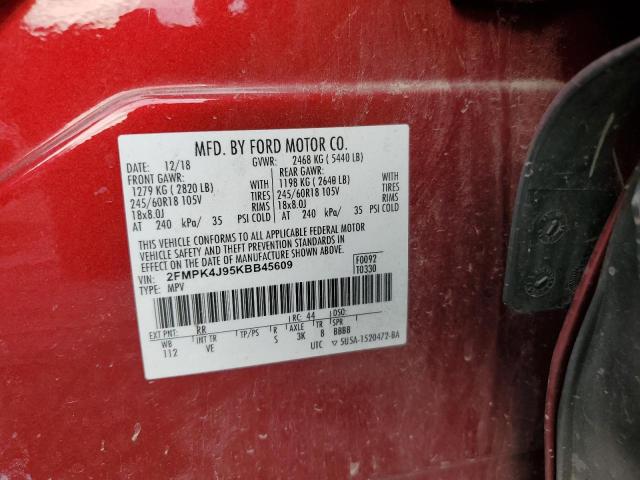 MFD. BY FORD MOTOR CO.
DATE: 12/18 GVWR: 2468 KG ( 5440 LB)
FRONT GAWR: REAR GAWR:
1279 KG ( 2820 LB) WITH 1198 KG ( 2640 LB) WITH
245/60R18 105V TIRES 245/60R18 105V TIRES
18x8.0J RIMS 18x8.0J RIMS
AT 240 kPa/ 35 PSI COLD AT 240 kPa/ 35 PSI COLD
THIS VEHICLE CONFORMS TO ALL APPLICABLE FEDERAL MOTOR
VEHICLE SAFETY AND THEFT PREVENTION STANDARDS IN
EFFECT ON THE DATE OF MANUFACTURE SHOWN ABOVE.
VIN: 2FMPK4J95KBB45609 F0092
TYPE: MPV T0330
EXT PNT: RR RC: 44 DSO:
WB INT TR TP/PS R AXLE TR SPR
112 VE S 3K 8 BBBB
UTC ▽ 5U5A-1520472-BA